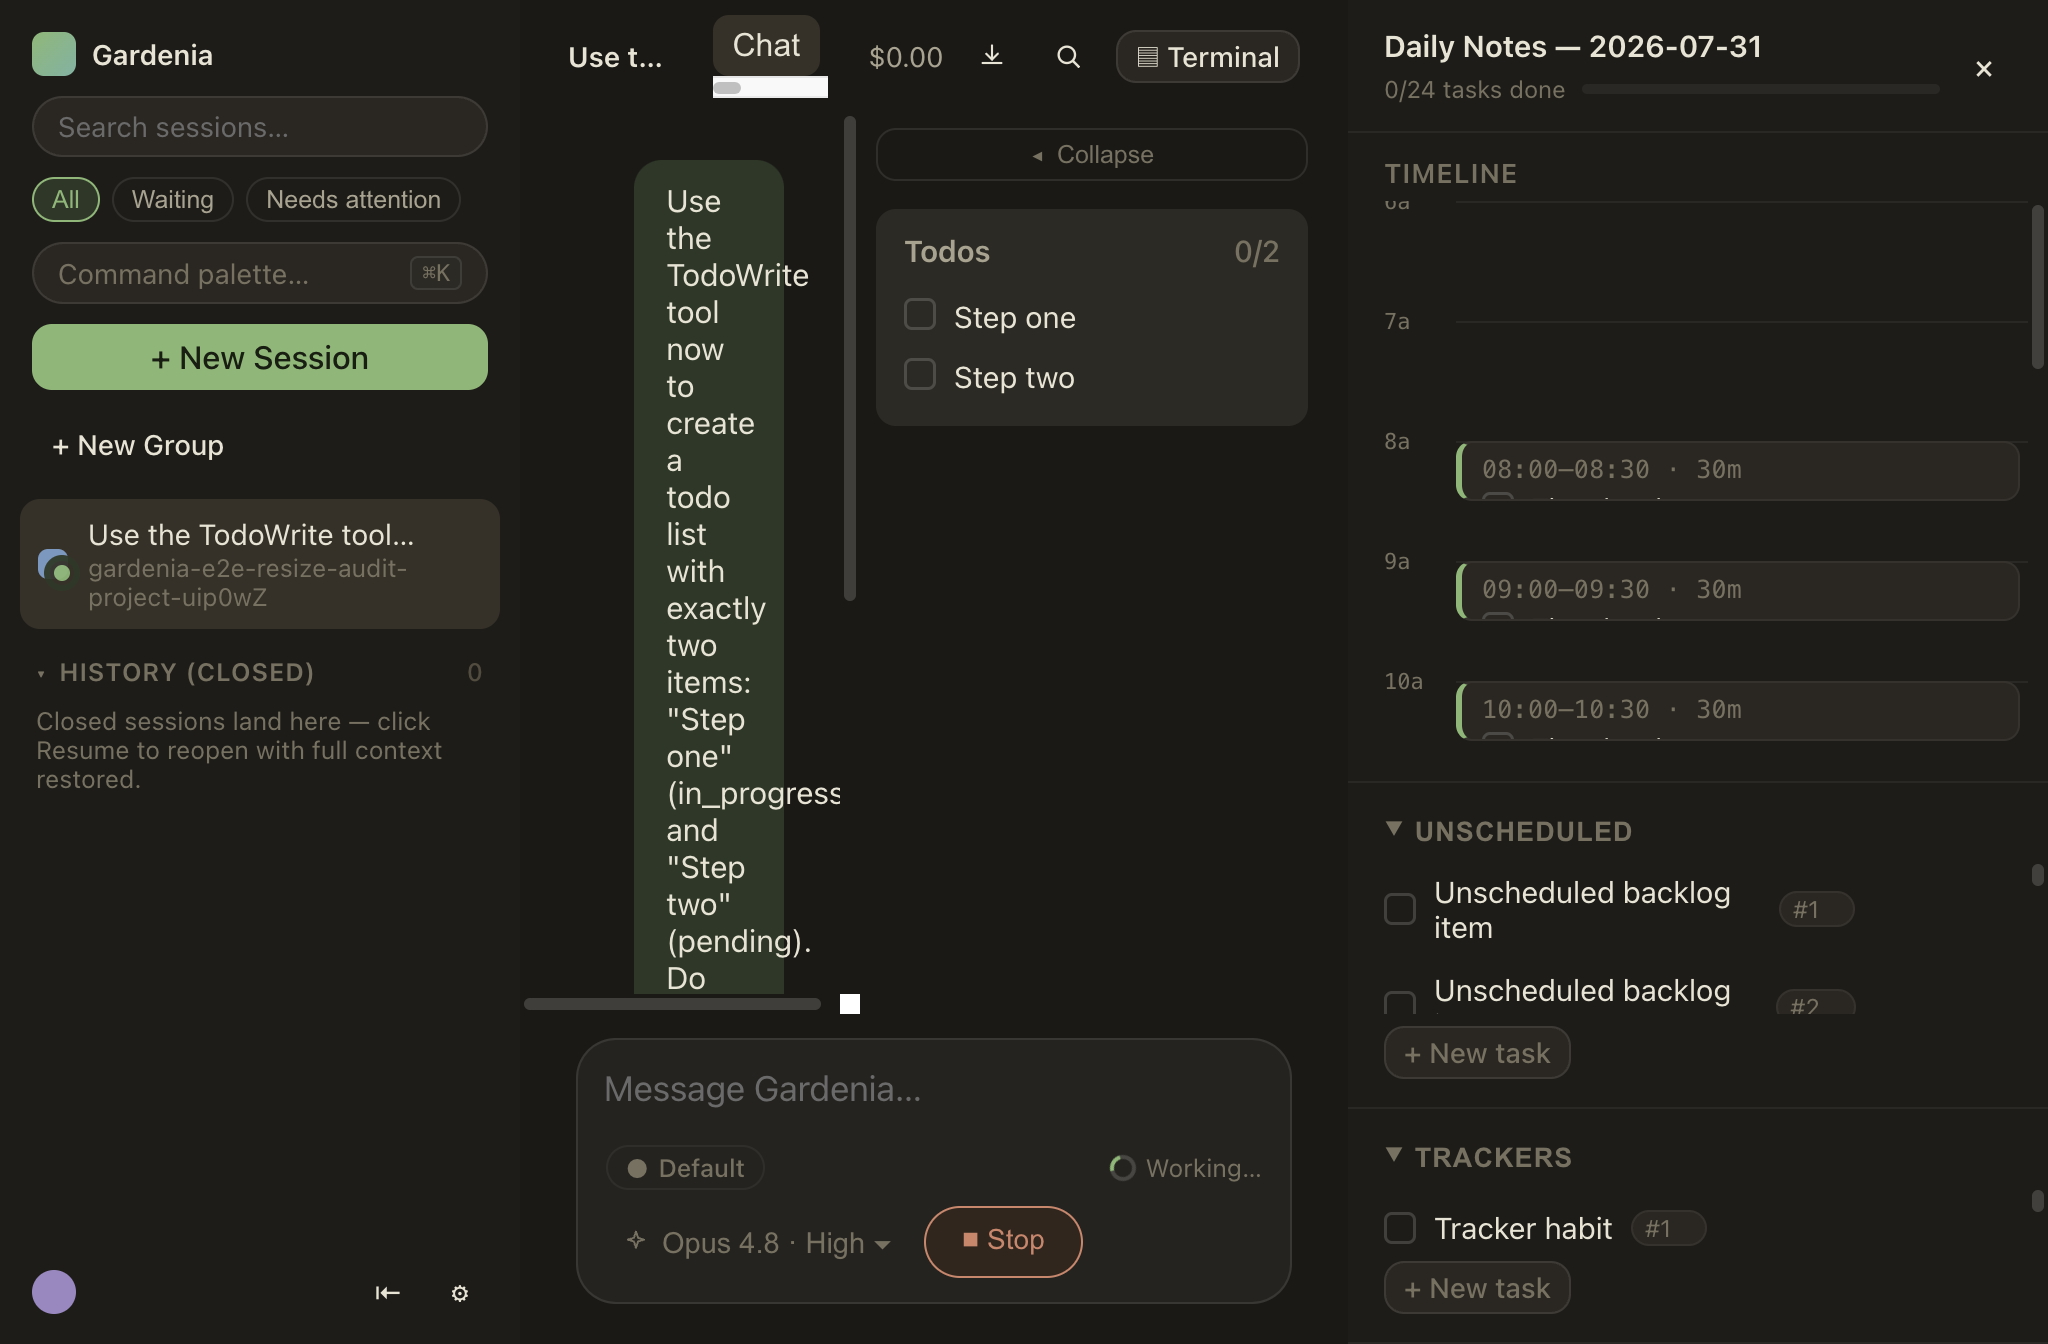 Gardenia
Search sessions...
All
Waiting
Needs attention
Command palette...
⌘K
+ New Session
+ New Group
Use the TodoWrite tool...
gardenia-e2e-resize-audit-
project-uip0wZ
HISTORY (CLOSED)
0
Closed sessions land here — click
Resume to reopen with full context
restored.
Use t...
Chat
$0.00
Terminal
Use
the
TodoWrite
tool
now
to
create
a
todo
list
with
exactly
two
items:
"Step
one"
(in_progress
and
"Step
two"
(pending).
Do
Collapse
Todos
0/2
Step one
Step two
Message Gardenia...
Default
Working...
Opus 4.8 · High
Stop
Daily Notes — 2026-07-31
0/24 tasks done
TIMELINE
6a
7a
8a
08:00–08:30 · 30m
9a
09:00–09:30 · 30m
10a
10:00–10:30 · 30m
UNSCHEDULED
Unscheduled backlog
item
#1
Unscheduled backlog
#2
+ New task
TRACKERS
Tracker habit
#1
+ New task